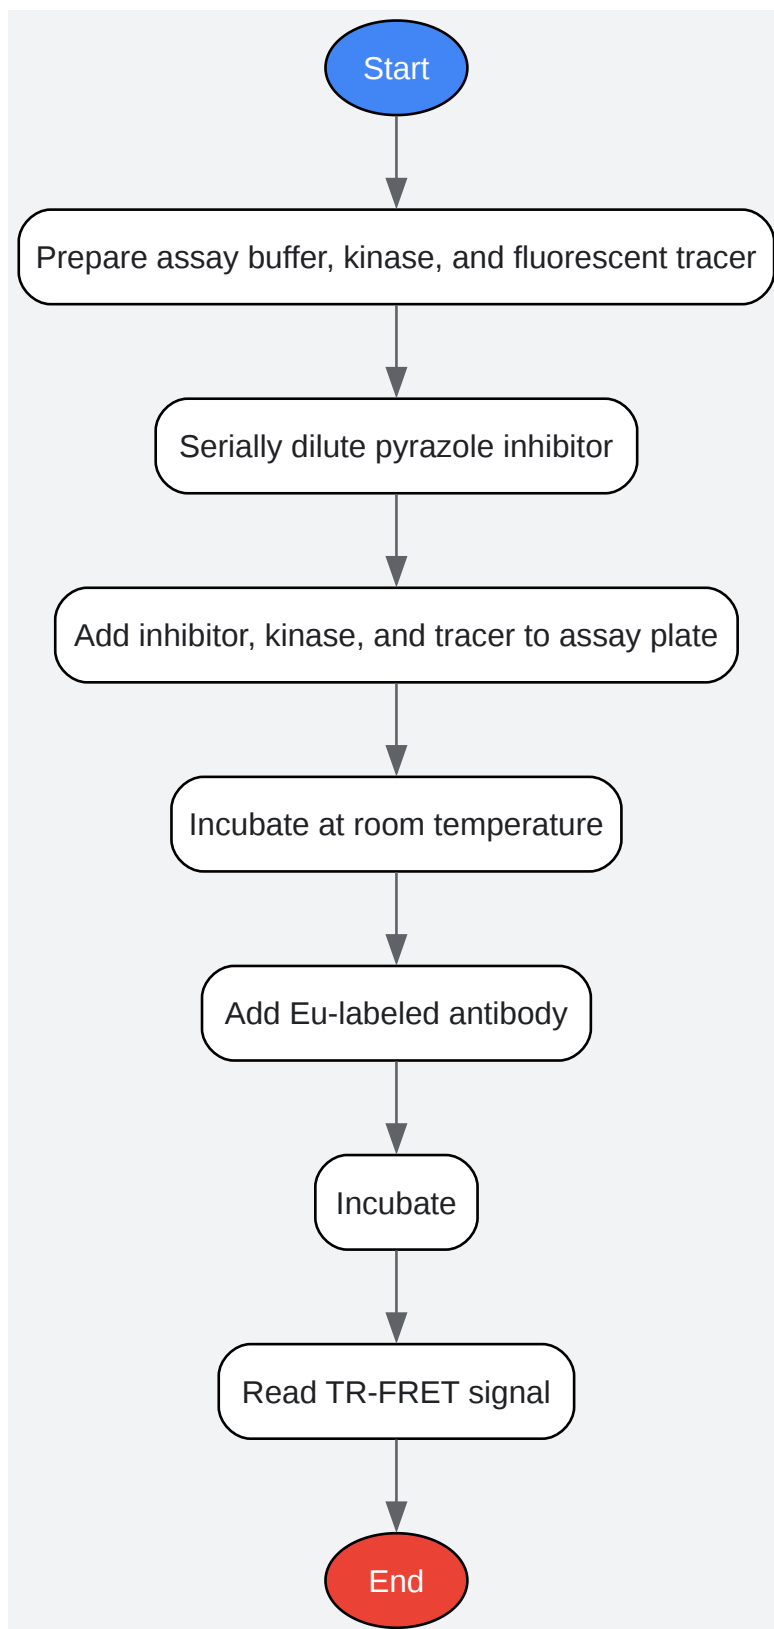 Start
Prepare assay buffer, kinase, and fluorescent tracer
Serially dilute pyrazole inhibitor
Add inhibitor, kinase, and tracer to assay plate
Incubate at room temperature
Add Eu-labeled antibody
Incubate
Read TR-FRET signal
End